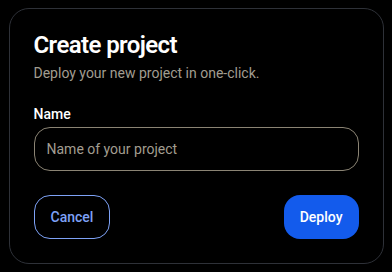 Create project
Deploy your new project in one-click.
Name
Name of your project
Cancel
Deploy